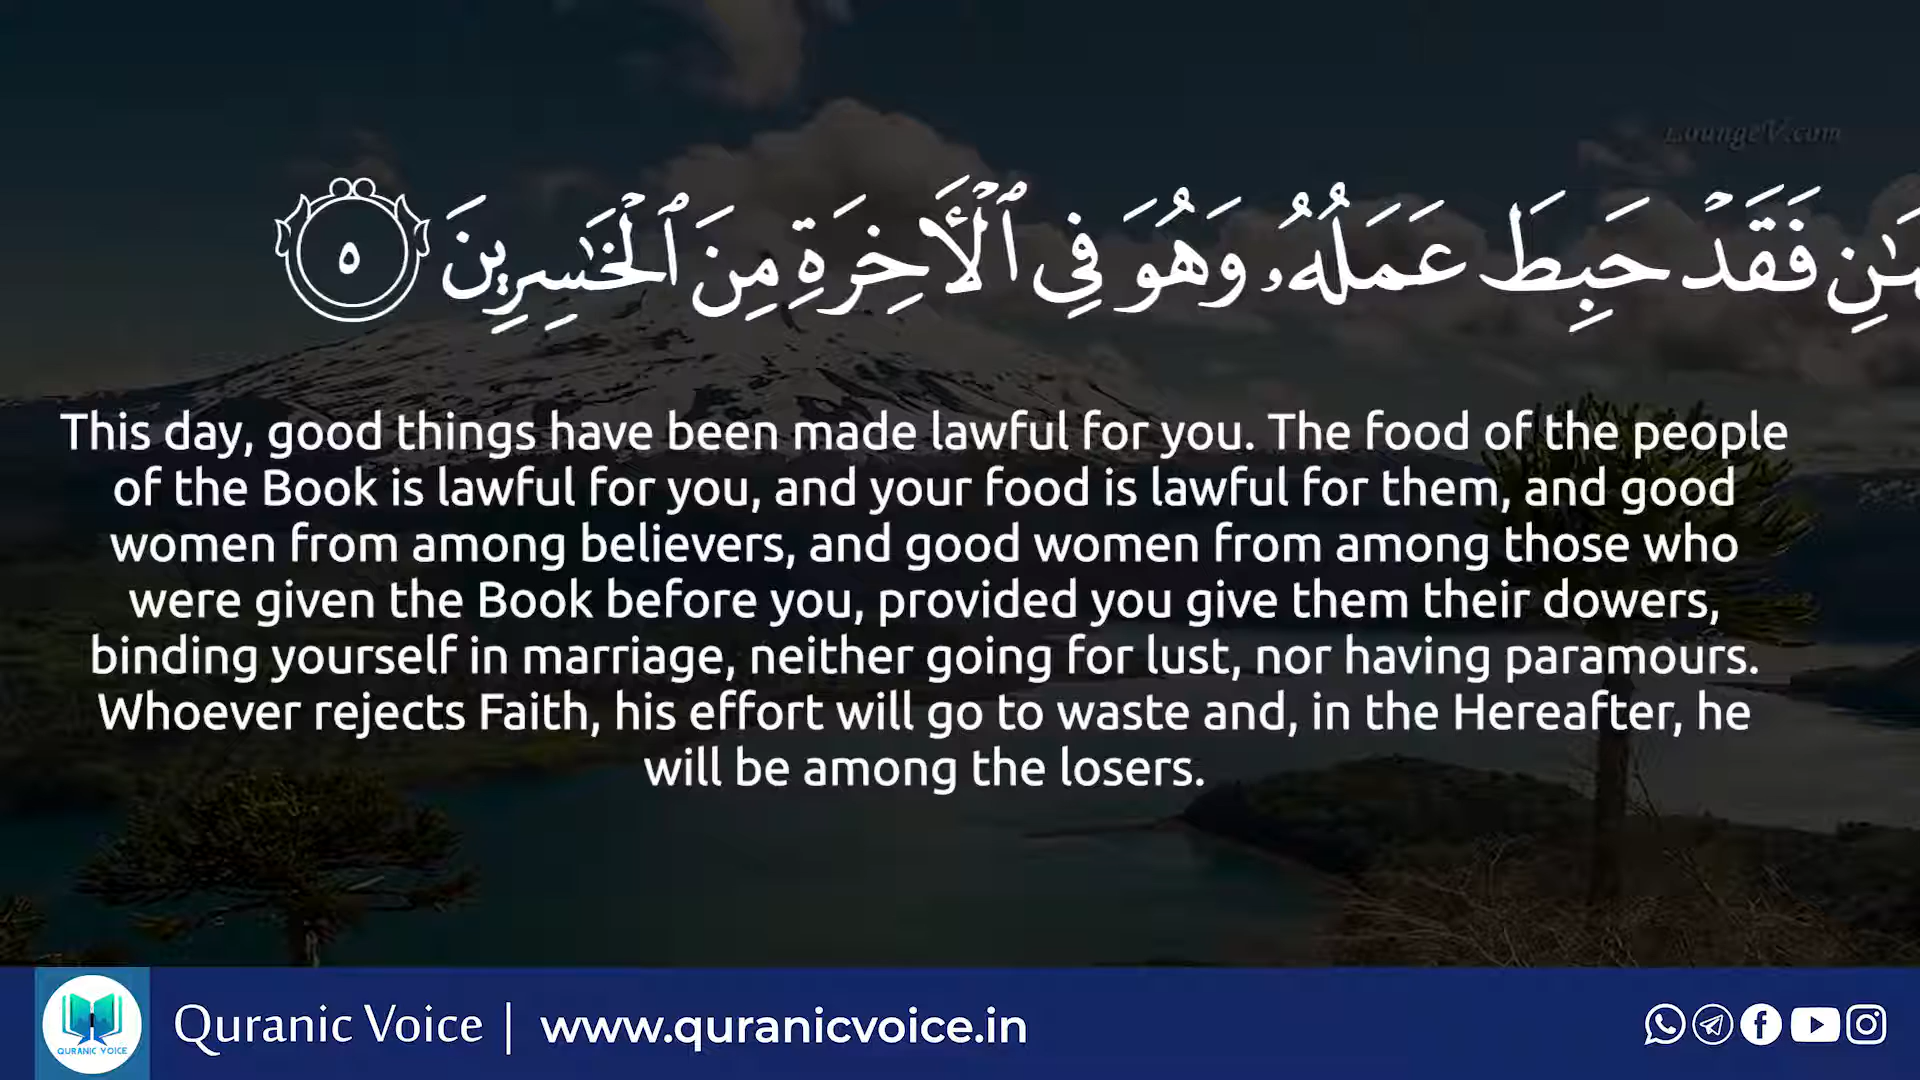 LoungeV.com
فَقَدْ حَبِطَ عَمَلُهُۥ وَهُوَ فِى ٱلْأَخِرَةِ مِنَ ٱلْخَٰسِرِينَ ٥
This day, good things have been made lawful for you. The food of the people
of the Book is lawful for you, and your food is lawful for them, and good
women from among believers, and good women from among those who
were given the Book before you, provided you give them their dowers,
binding yourself in marriage, neither going for lust, nor having paramours.
Whoever rejects Faith, his effort will go to waste and, in the Hereafter, he
will be among the losers.
QURANIC VOICE
Quranic Voice | www.quranicvoice.in